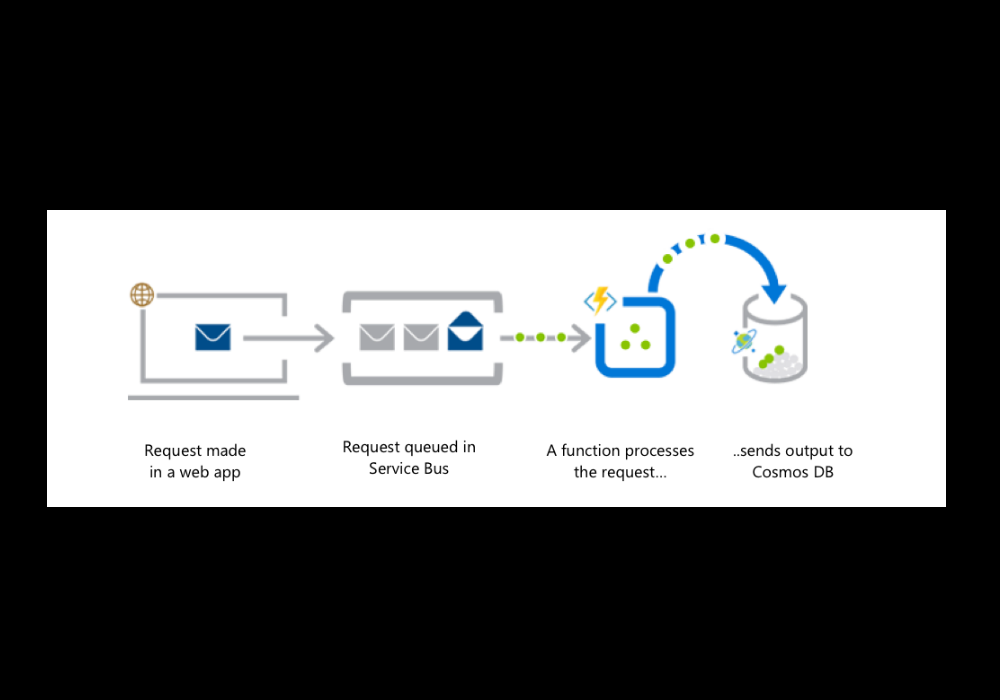 Request made
in a web app
Request queued in
Service Bus
A function processes
the request...
..sends output to
Cosmos DB